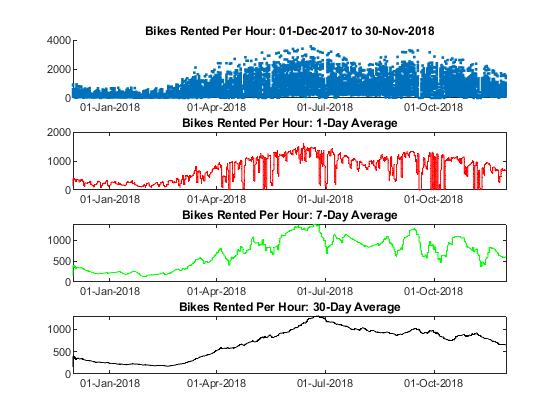 Bikes Rented Per Hour: 01-Dec-2017 to 30-Nov-2018
4000
2000
0
01-Jan-2018 01-Apr-2018 01-Jul-2018 01-Oct-2018
Bikes Rented Per Hour: 1-Day Average
2000
1000
0
01-Jan-2018 01-Apr-2018 01-Jul-2018 01-Oct-2018
Bikes Rented Per Hour: 7-Day Average
1000
500
0
01-Jan-2018 01-Apr-2018 01-Jul-2018 01-Oct-2018
Bikes Rented Per Hour: 30-Day Average
1000
500
0
01-Jan-2018 01-Apr-2018 01-Jul-2018 01-Oct-2018